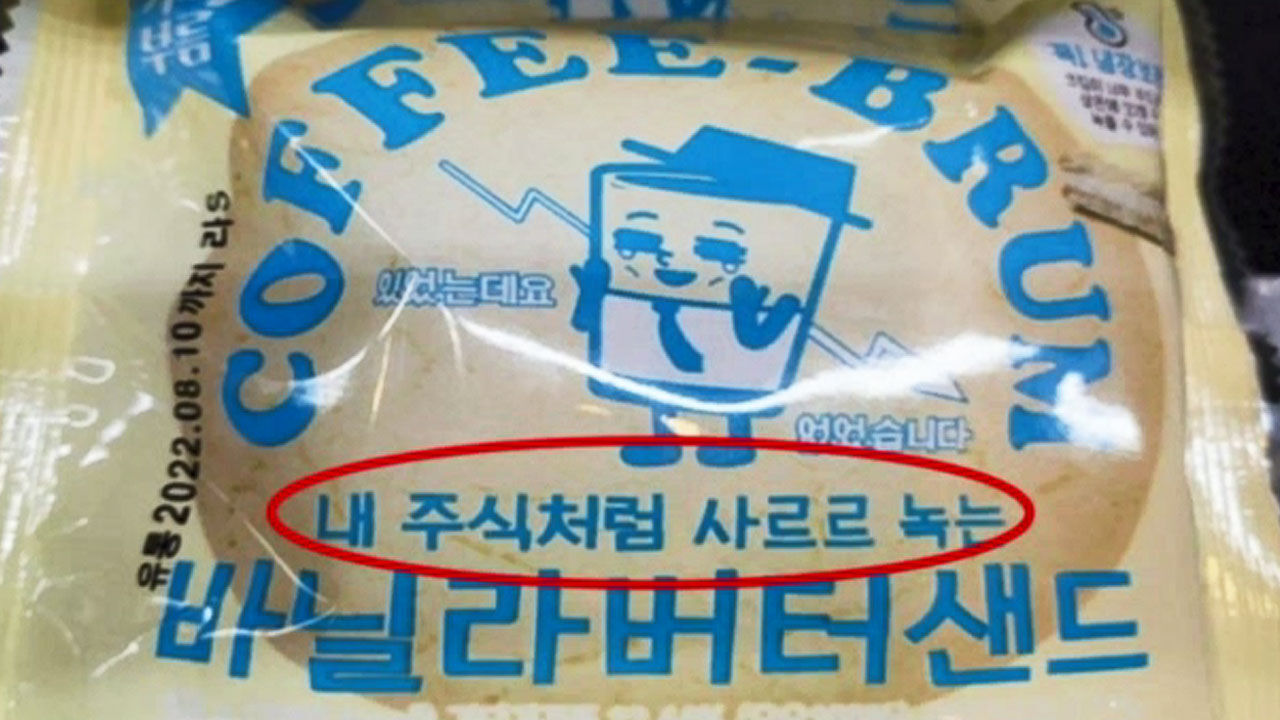 COFFEE-BRUM
있었는데요
없었습니다
유통 2022.08.10 까지 라s
내 주식처럼 사르르 녹는
바닐라버터샌드